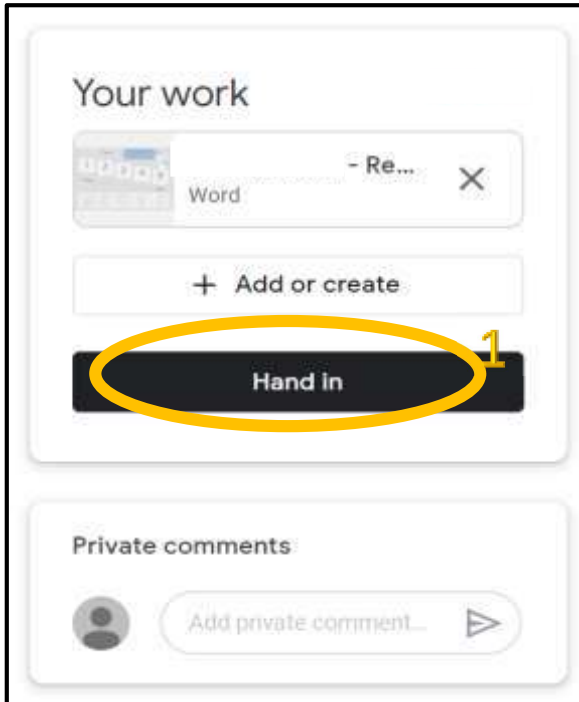 Your work
- Re...
Word
+ Add or create
1
Hand in
Private comments
Add private comment...